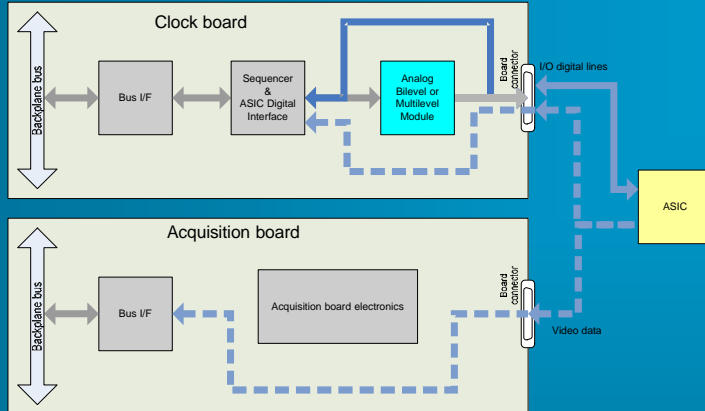 Clock board
Backplane bus
Bus I/F
Sequencer
&
ASIC Digital
Interface
Analog
Bilevel or
Multilevel
Module
Board
connector
I/O digital lines
ASIC
Acquisition board
Backplane bus
Bus I/F
Acquisition board electronics
Board
connector
Video data